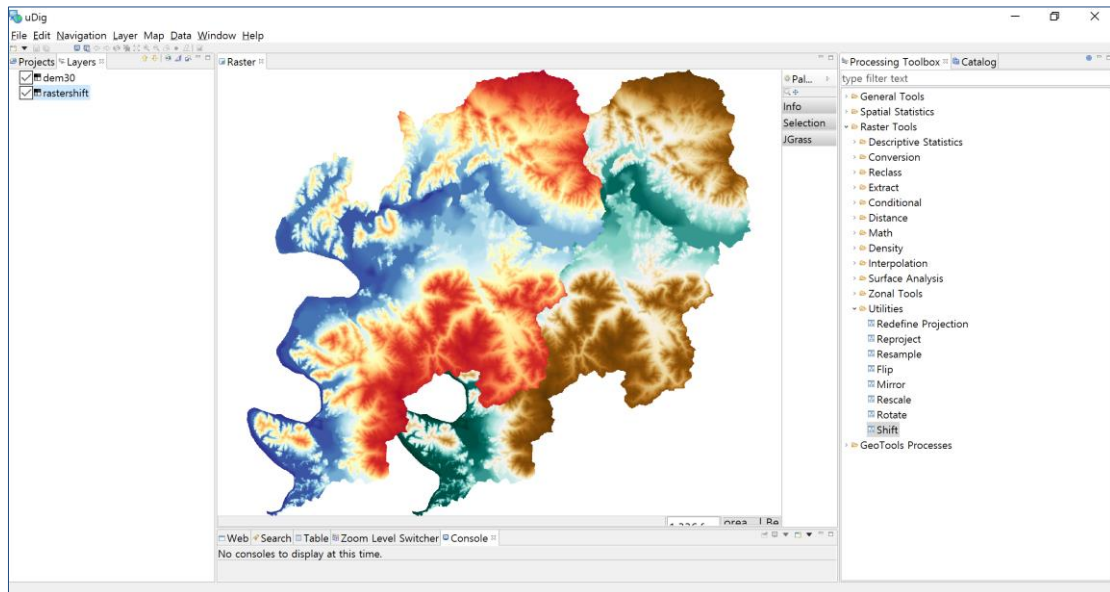 uDig
File Edit Navigation Layer Map Data Window Help
Projects Layers
dem30
rastershift
Raster
Pal...
Info
Selection
JGrass
Web Search Table Zoom Level Switcher Console
No consoles to display at this time.
Processing Toolbox Catalog
type filter text
General Tools
Spatial Statistics
Raster Tools
Descriptive Statistics
Conversion
Reclass
Extract
Conditional
Distance
Math
Density
Interpolation
Surface Analysis
Zonal Tools
Utilities
Redefine Projection
Reproject
Resample
Flip
Mirror
Rescale
Rotate
Shift
GeoTools Processes